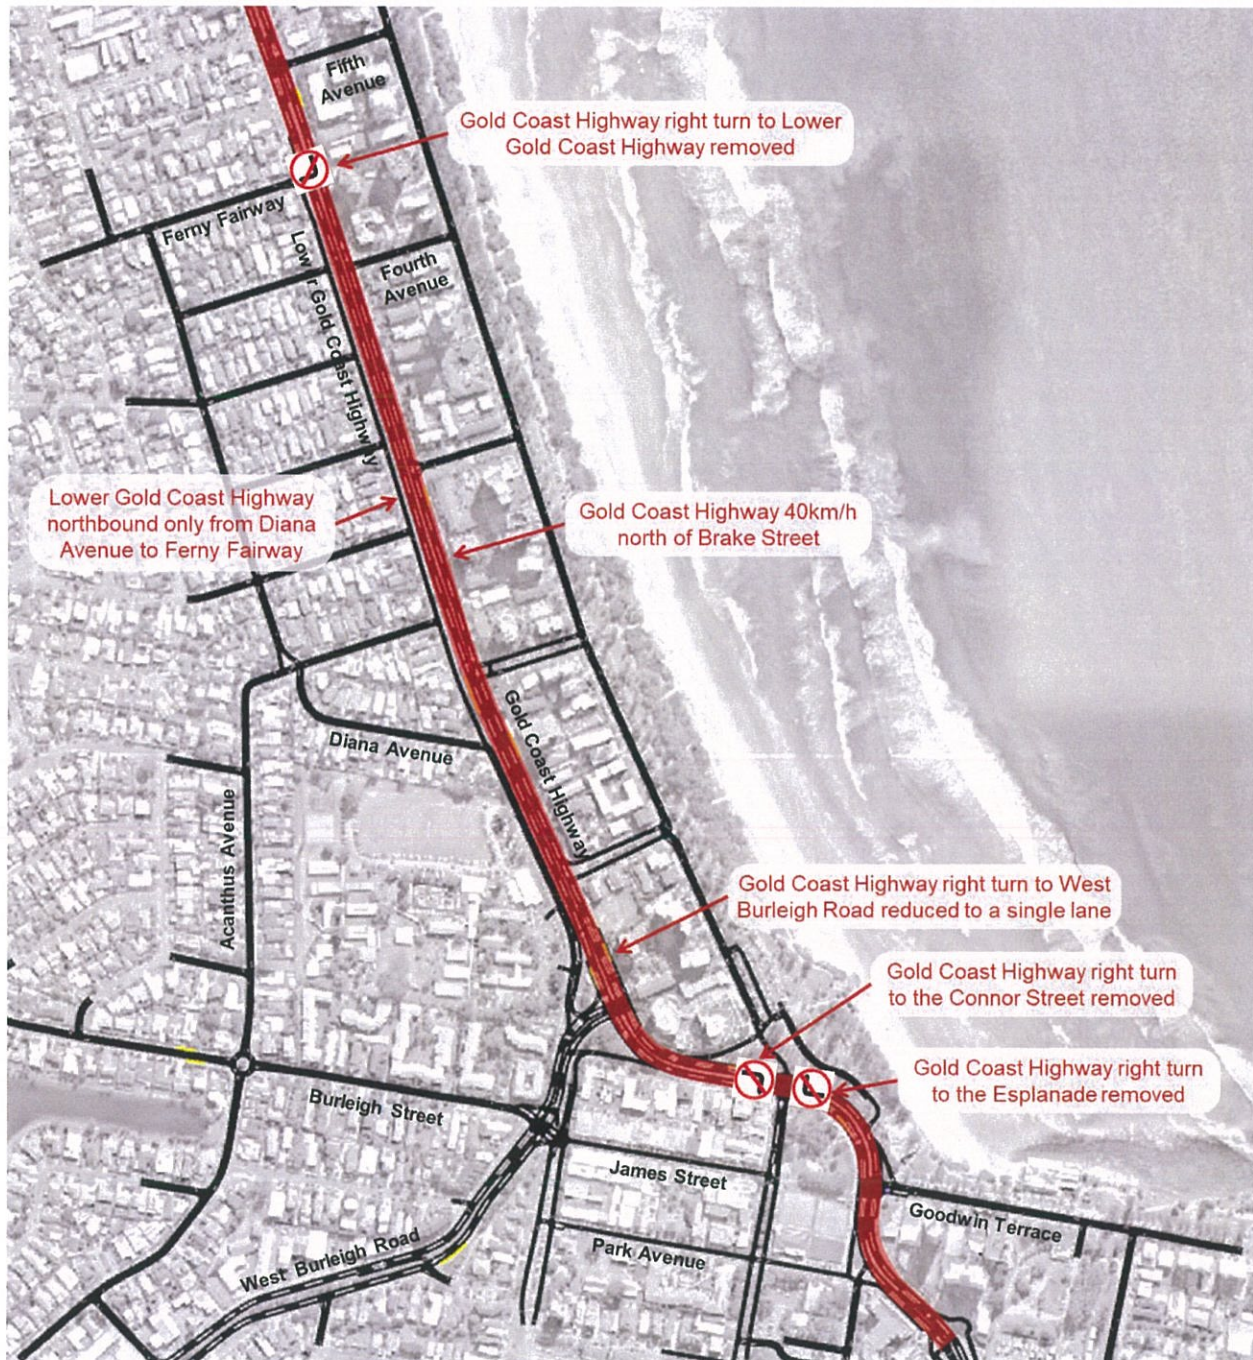 Fifth
Avenue
Gold Coast Highway right turn to Lower
Gold Coast Highway removed
Ferny Fairway
Lower Gold Coast Highway
Fourth
Avenue
Lower Gold Coast Highway
northbound only from Diana
Avenue to Ferny Fairway
Gold Coast Highway 40km/h
north of Brake Street
Gold Coast Highway
Diana Avenue
Acanthus Avenue
Gold Coast Highway right turn to West
Burleigh Road reduced to a single lane
Gold Coast Highway right turn
to the Connor Street removed
Gold Coast Highway right turn
to the Esplanade removed
Burleigh Street
James Street
Goodwin Terrace
Park Avenue
West Burleigh Road